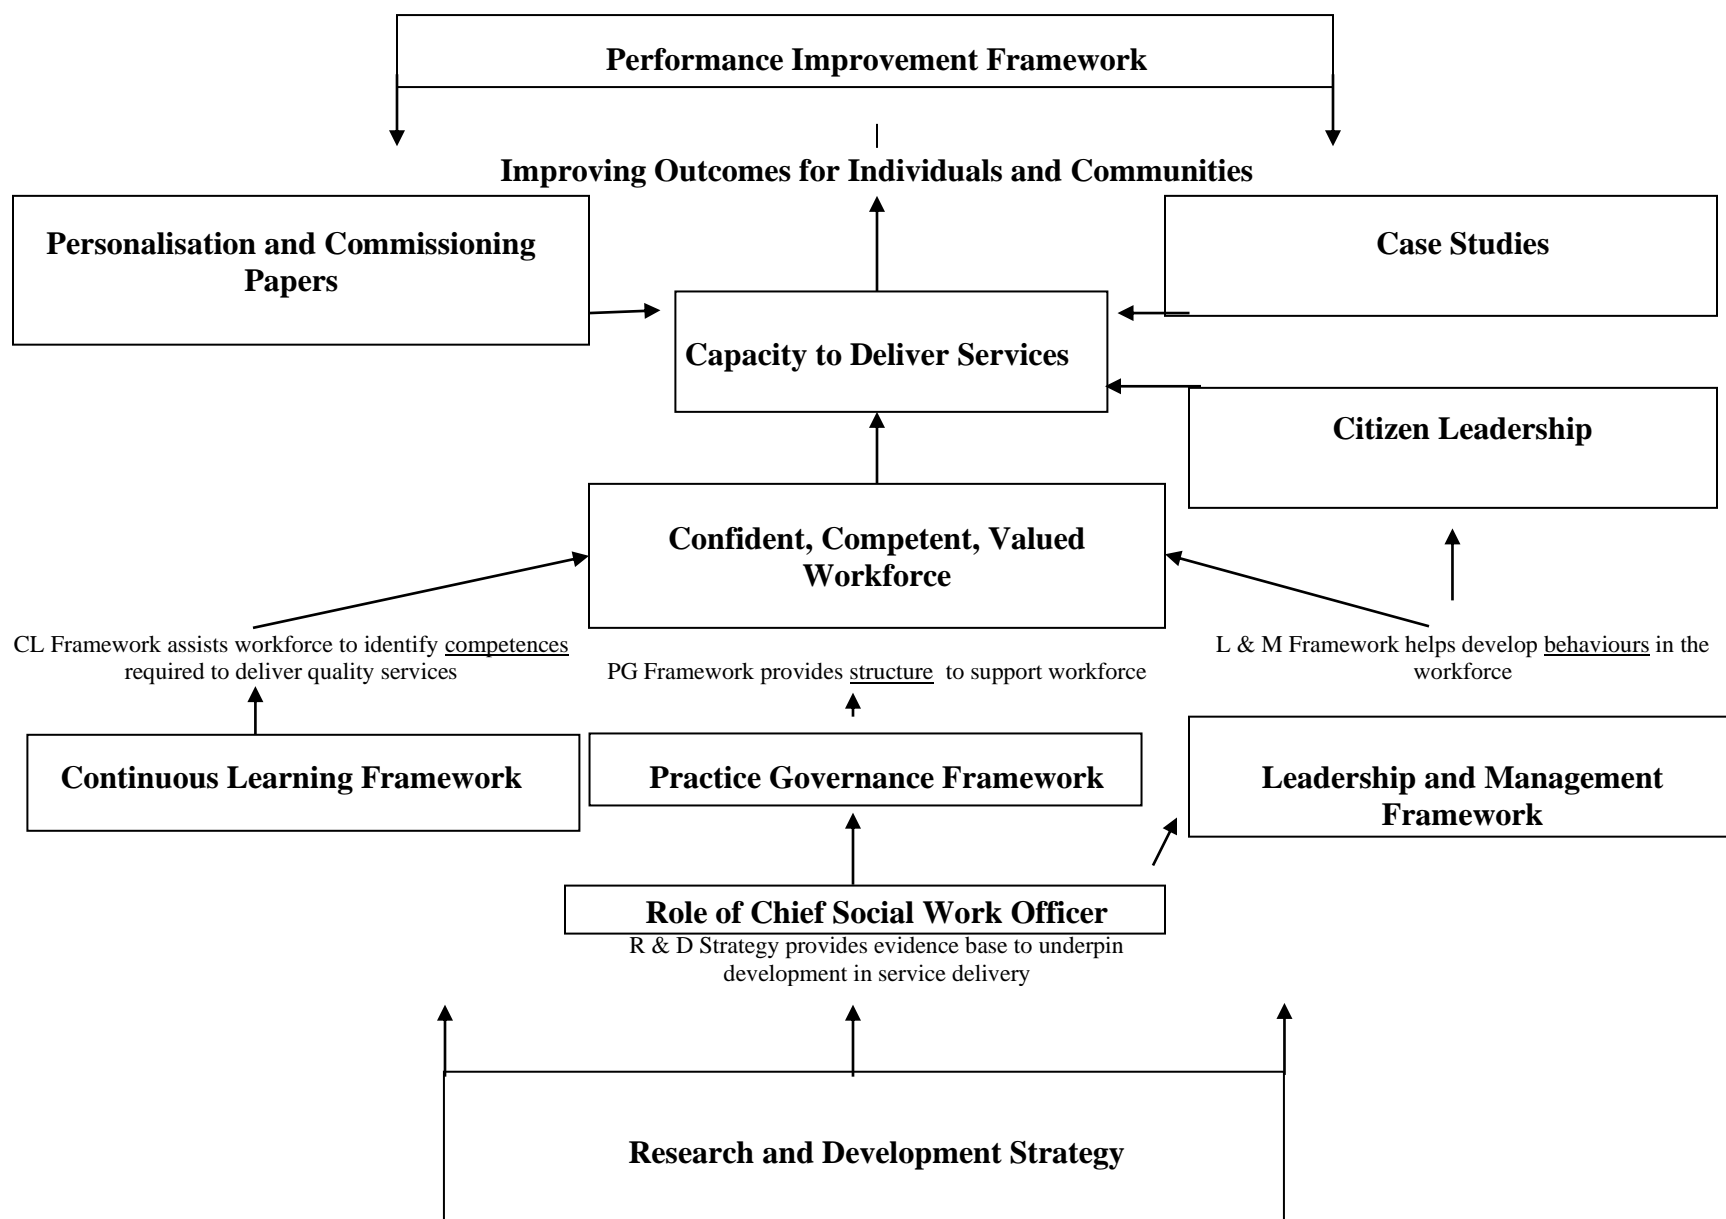 Performance Improvement Framework
Improving Outcomes for Individuals and Communities
Personalisation and Commissioning
Papers
Case Studies
Capacity to Deliver Services
Citizen Leadership
Confident, Competent, Valued
Workforce
CL Framework assists workforce to identify competences
required to deliver quality services
PG Framework provides structure to support workforce
L & M Framework helps develop behaviours in the
workforce
Continuous Learning Framework
Practice Governance Framework
Leadership and Management
Framework
Role of Chief Social Work Officer
R & D Strategy provides evidence base to underpin
development in service delivery
Research and Development Strategy